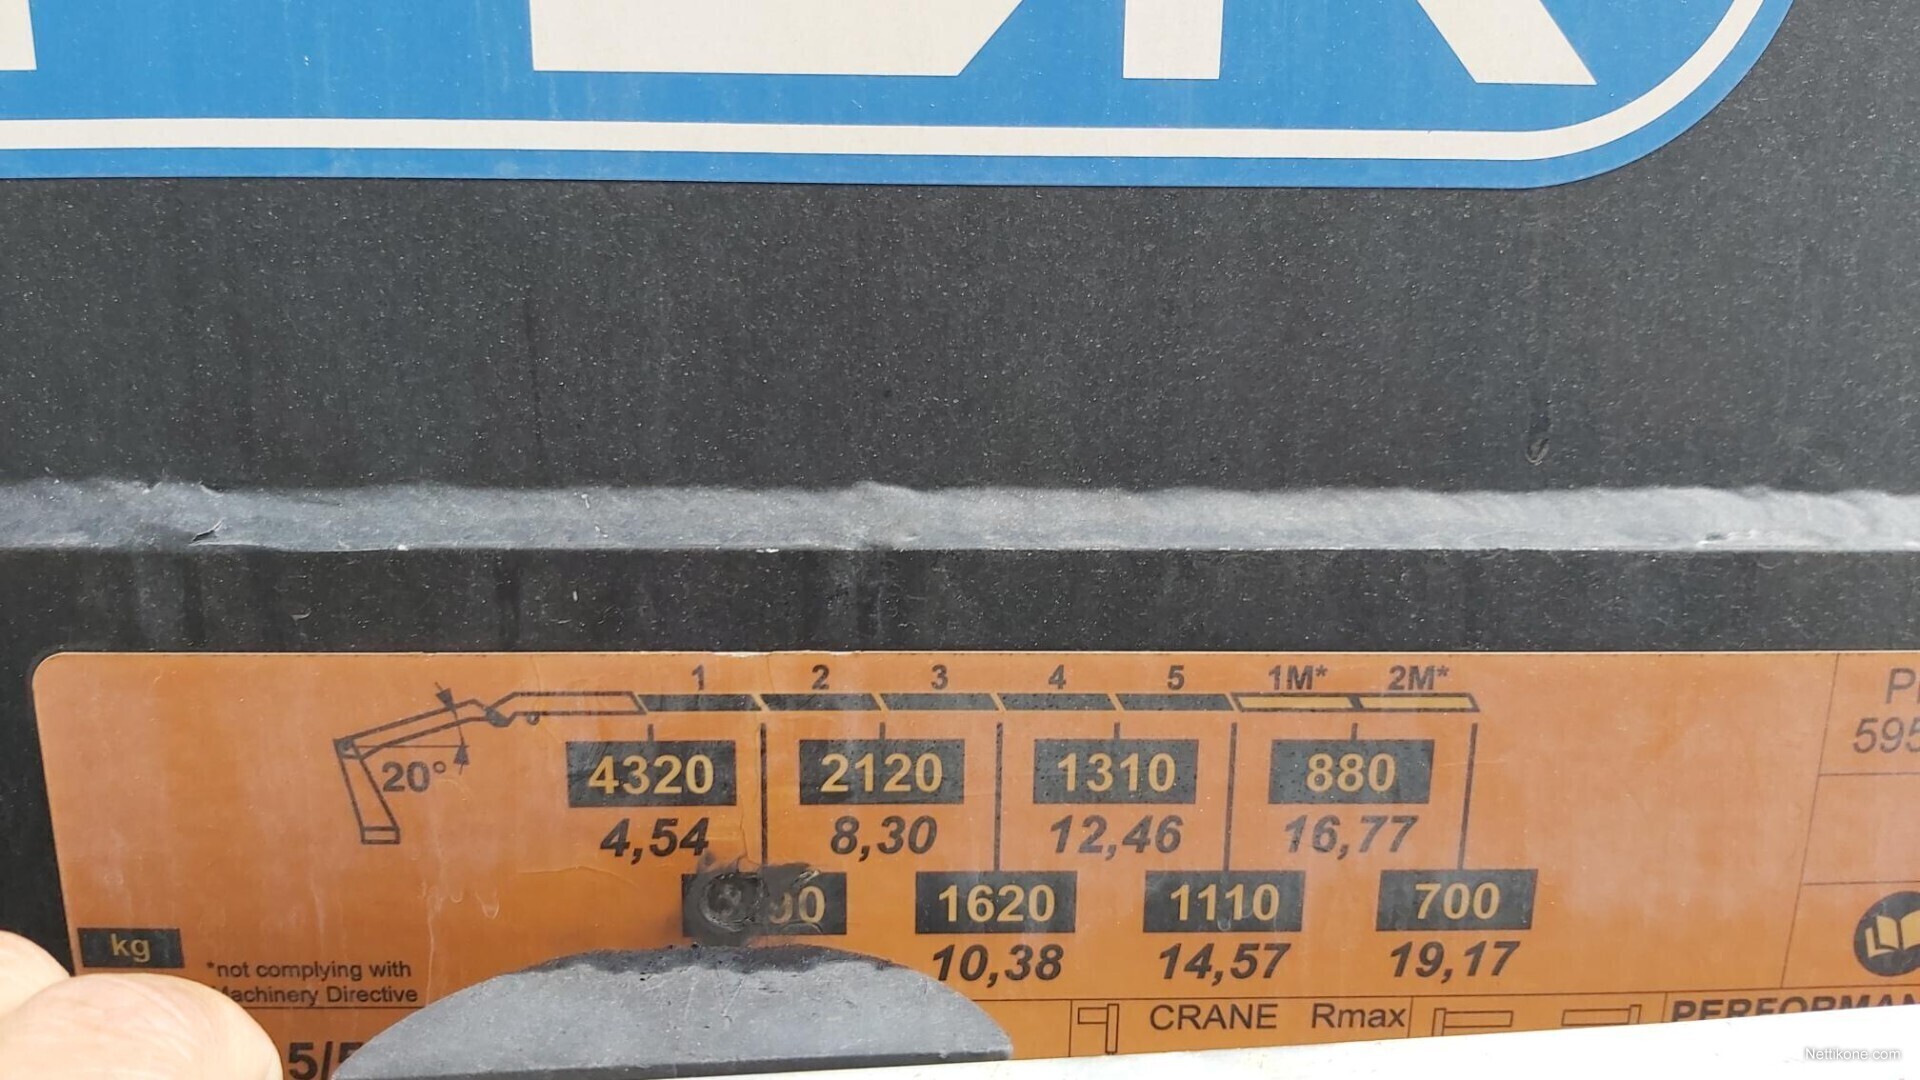 1 2 3 4 5 1M* 2M*
20°
4320 2120 1310 880
4,54 8,30 12,46 16,77
1620 1110 700
10,38 14,57 19,17
kg
*not complying with
Machinery Directive
CRANE Rmax
Nettikone.com